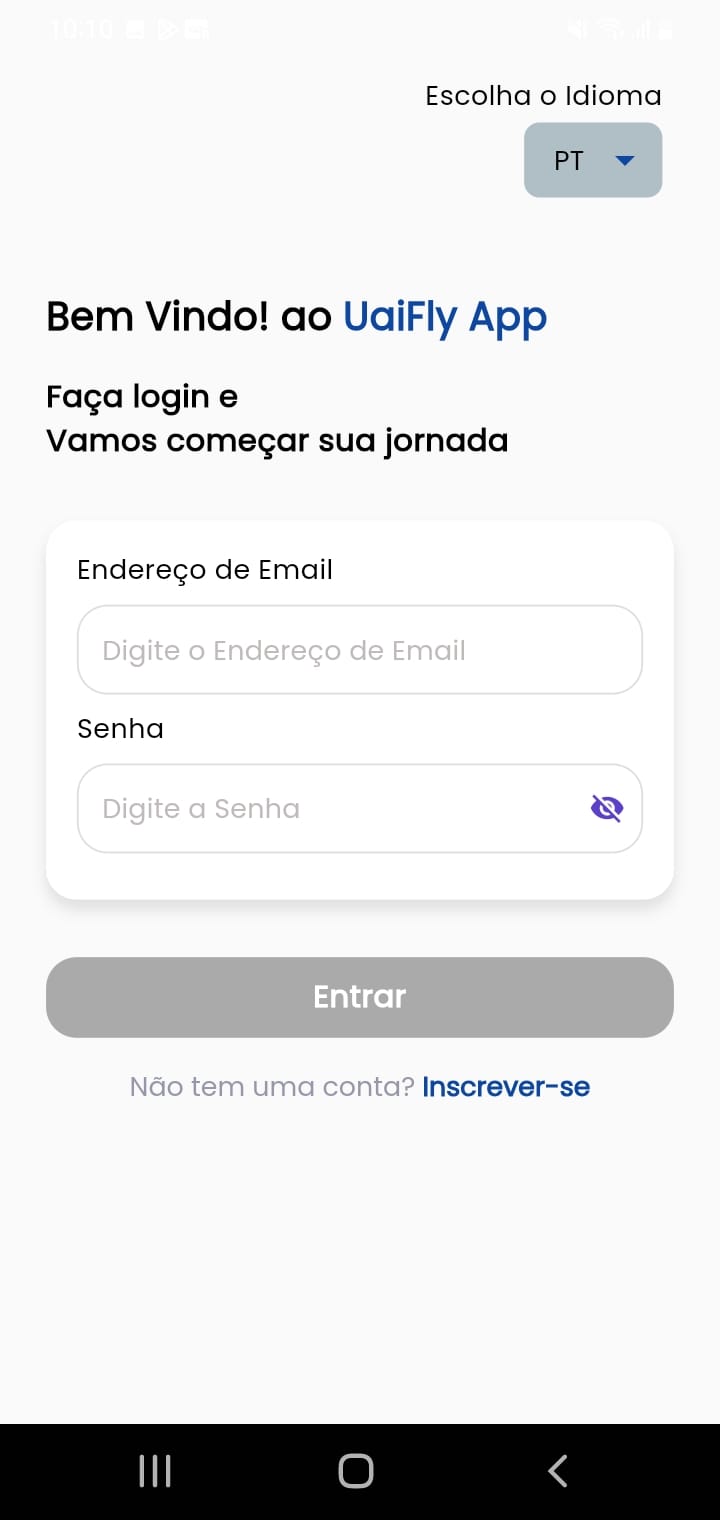 10:10
Escolha o Idioma
PT
Bem Vindo! ao UaiFly App
Faça login e
Vamos começar sua jornada
Endereço de Email
Digite o Endereço de Email
Senha
Digite a Senha
Entrar
Não tem uma conta? Inscrever-se